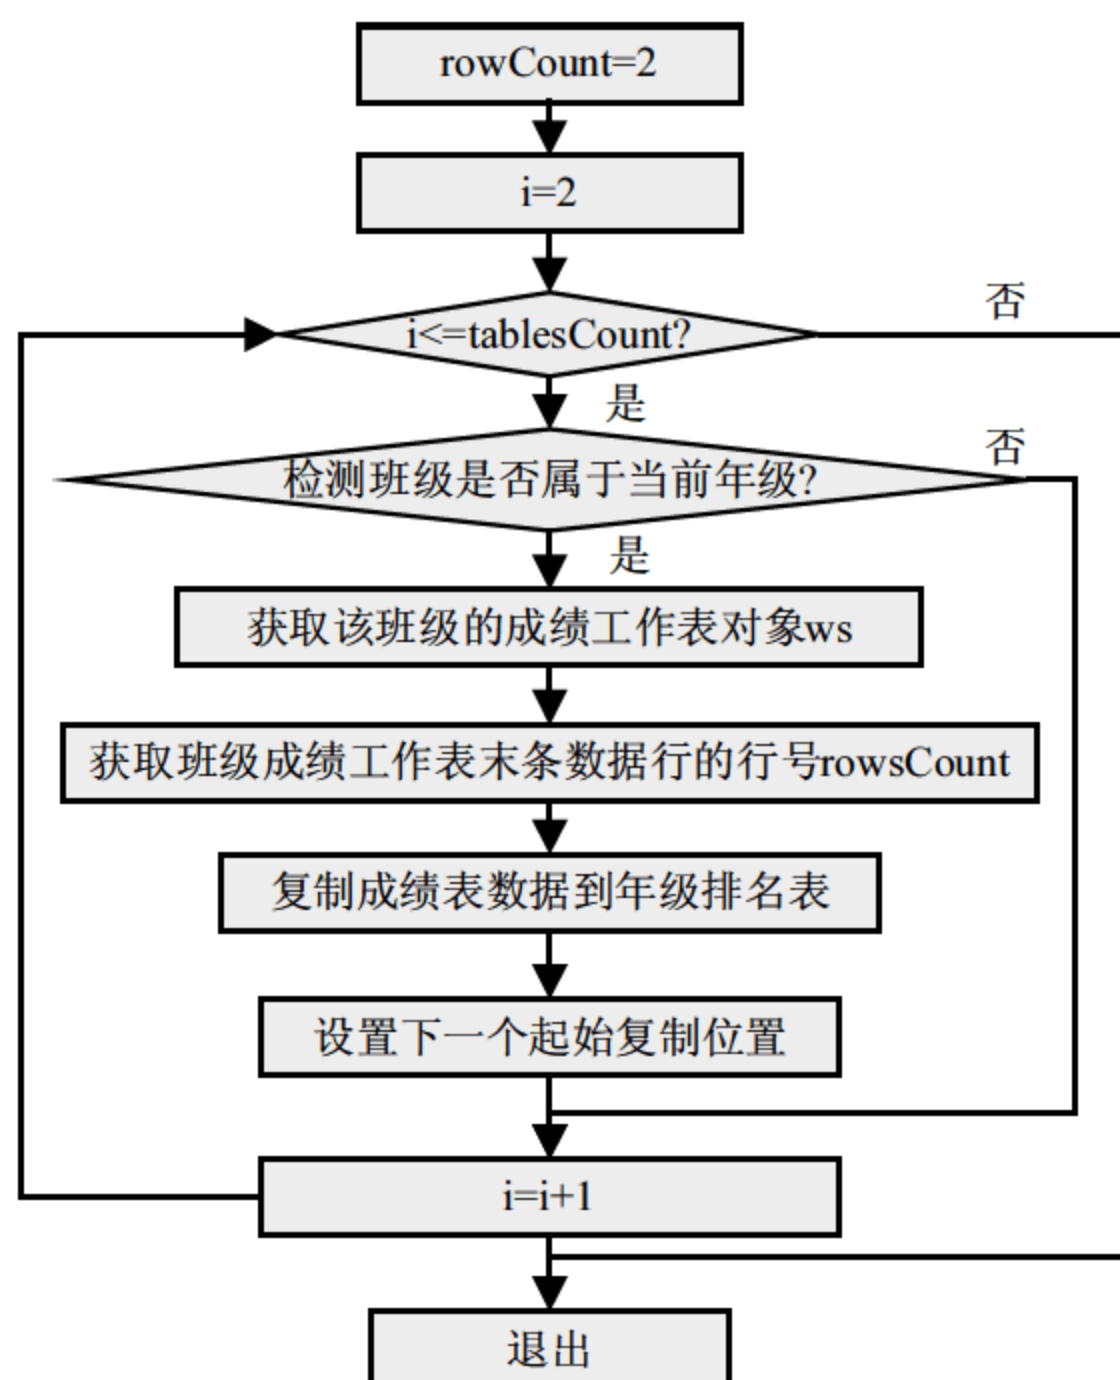 rowCount=2
i=2
否
i<=tablesCount?
是
否
检测班级是否属于当前年级?
是
获取该班级的成绩工作表对象ws
获取班级成绩工作表末条数据行的行号rowsCount
复制成绩表数据到年级排名表
设置下一个起始复制位置
i=i+1
退出